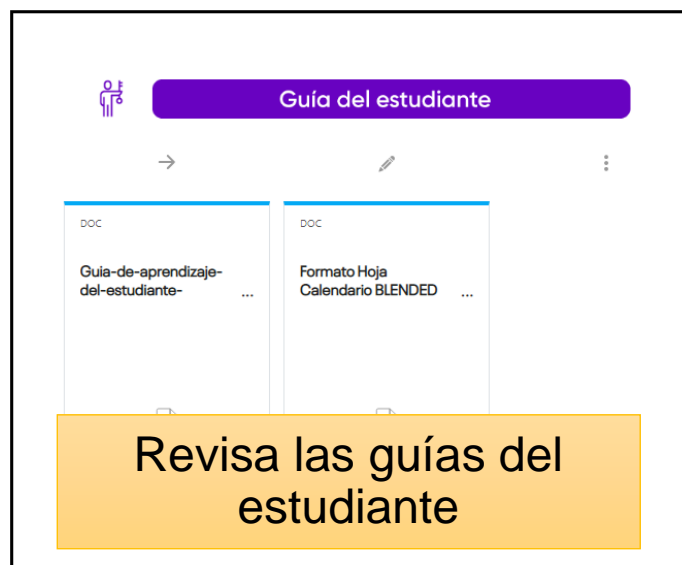 Guía del estudiante
DOC
Guia-de-aprendizaje-
del-estudiante-
...
DOC
Formato Hoja
Calendario BLENDED
...
Revisa las guías del
estudiante